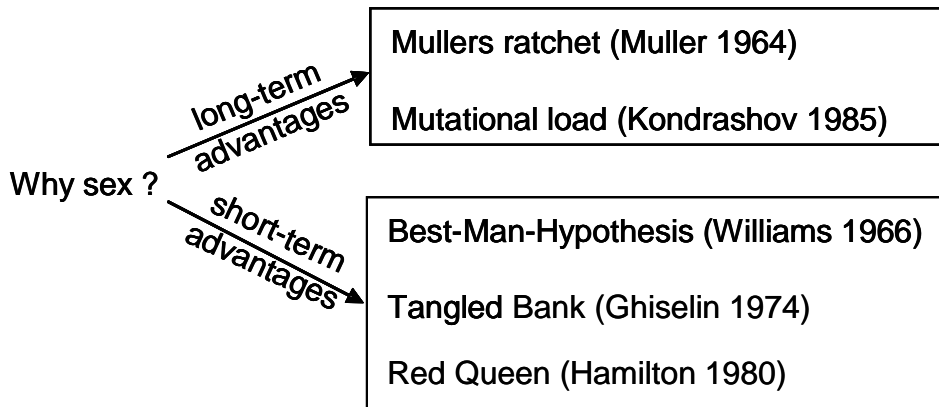 Mullers ratchet (Muller 1964)
long-term
advantages
Mutational load (Kondrashov 1985)
Why sex ?
short-term
advantages
Best-Man-Hypothesis (Williams 1966)
Tangled Bank (Ghiselin 1974)
Red Queen (Hamilton 1980)